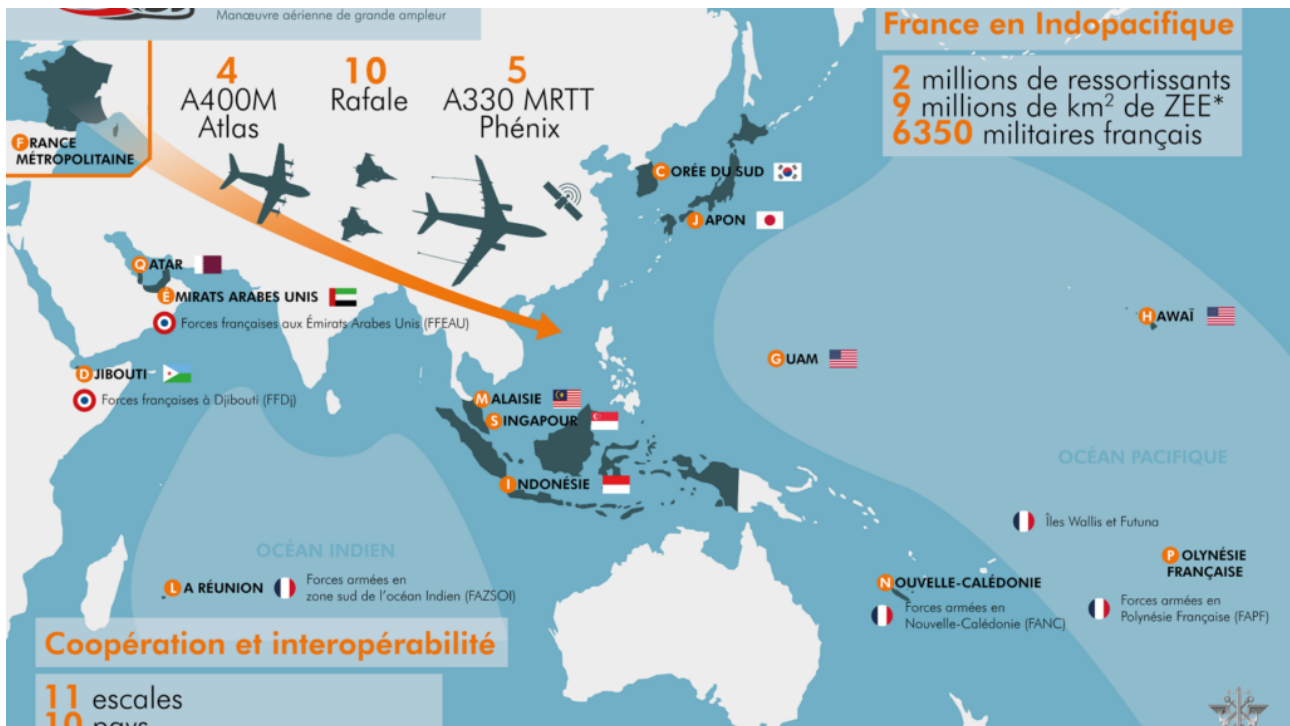 Manœuvre aérienne de grande ampleur
France en Indopacifique
2 millions de ressortissants
9 millions de km² de ZEE*
6350 militaires français
4
A400M
Atlas
10
Rafale
5
A330 MRTT
Phénix
FRANCE
MÉTROPOLITAINE
CORÉE DU SUD
JAPON
QATAR
ÉMIRATS ARABES UNIS
Forces françaises aux Émirats Arabes Unis (FFEAU)
HAWAÏ
GUAM
DJIBOUTI
Forces françaises à Djibouti (FFDj)
MALAISIE
SINGAPOUR
INDONÉSIE
OCÉAN PACIFIQUE
Îles Wallis et Futuna
OCÉAN INDIEN
LA RÉUNION
Forces armées en
zone sud de l'océan Indien (FAZSOI)
POLYNÉSIE
FRANÇAISE
NOUVELLE-CALÉDONIE
Forces armées en
Nouvelle-Calédonie (FANC)
Forces armées en
Polynésie Française (FAPF)
Coopération et interopérabilité
11 escales
10 pays